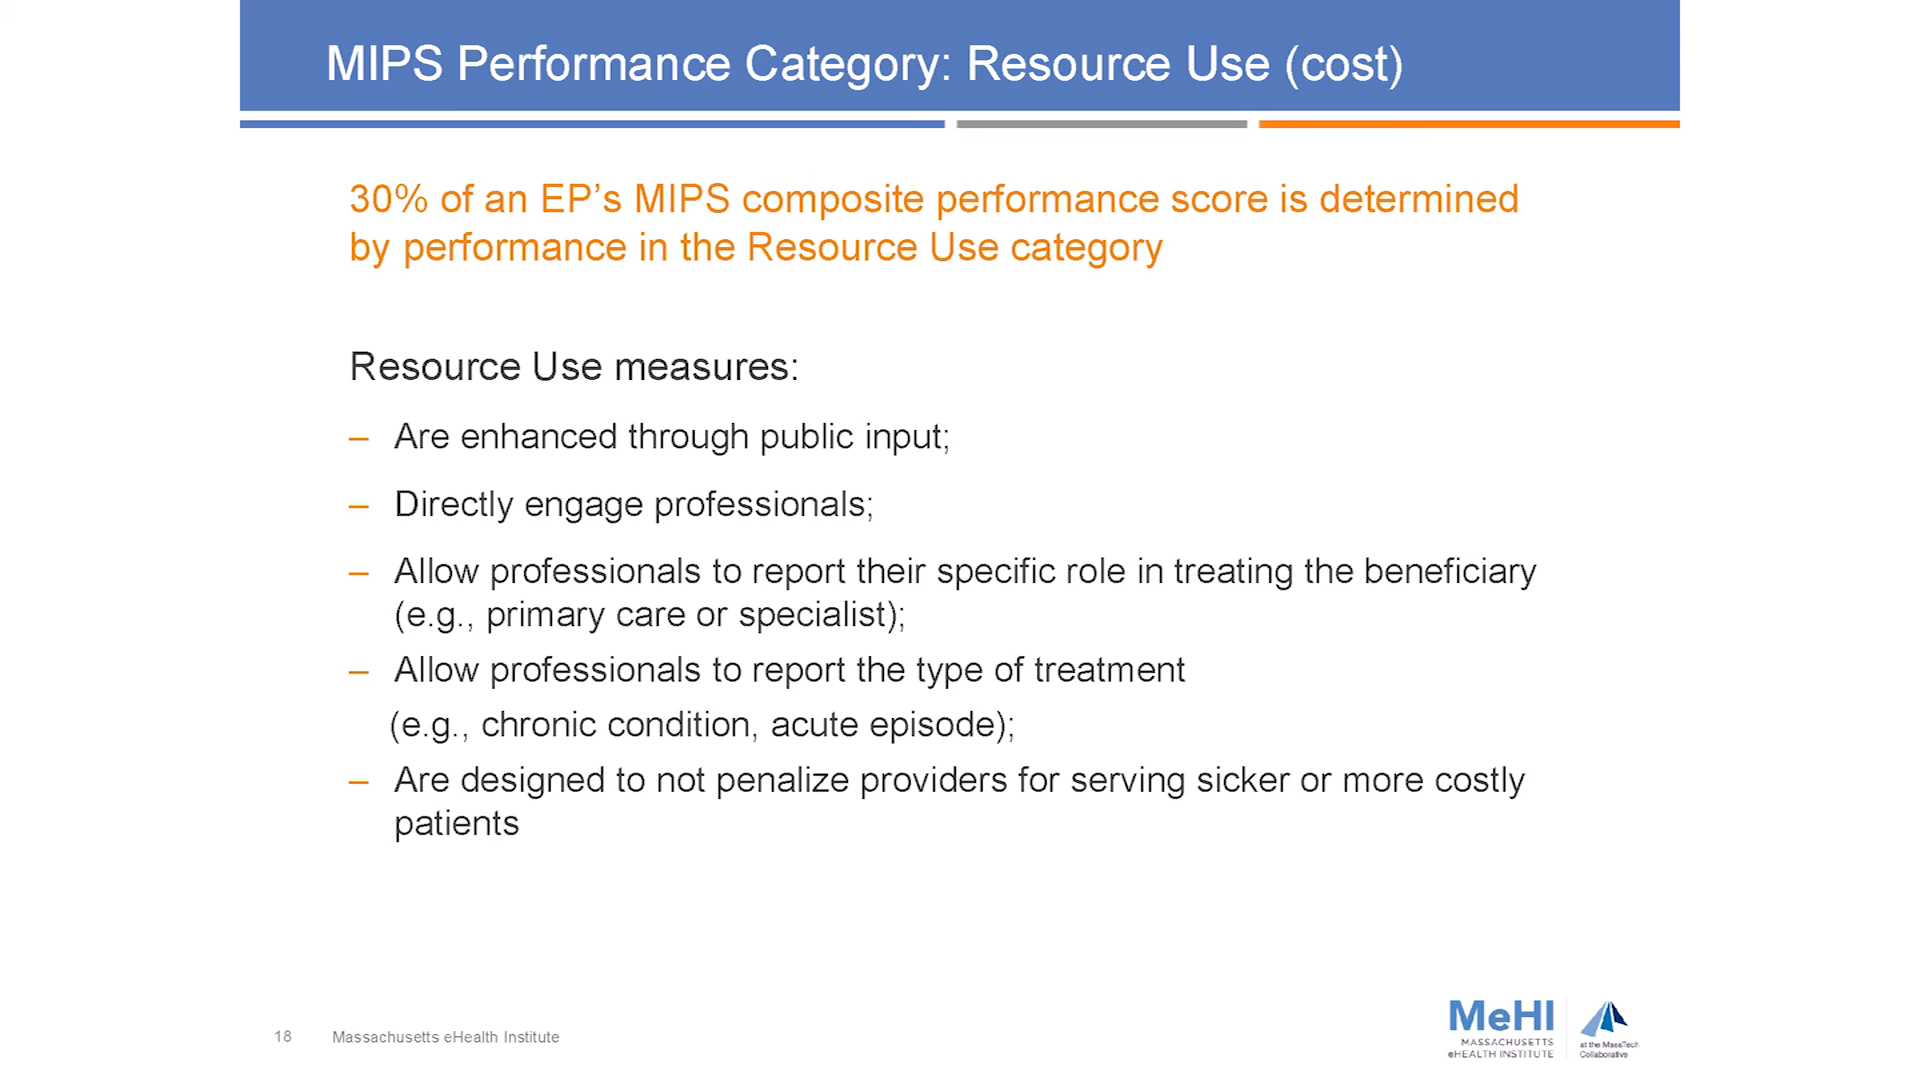 MIPS Performance Category: Resource Use (cost)
30% of an EP’s MIPS composite performance score is determined
by performance in the Resource Use category
Resource Use measures:
– Are enhanced through public input;
– Directly engage professionals;
– Allow professionals to report their specific role in treating the beneficiary
(e.g., primary care or specialist);
– Allow professionals to report the type of treatment
(e.g., chronic condition, acute episode);
– Are designed to not penalize providers for serving sicker or more costly
patients
18 Massachusetts eHealth Institute
MeHI
MASSACHUSETTS
eHEALTH INSTITUTE
at the MassTech
Collaborative